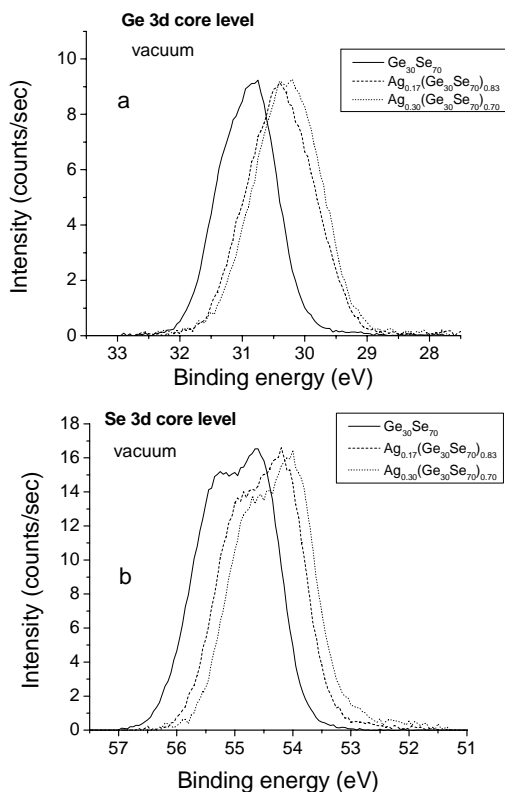 Ge 3d core level
vacuum
a
Ge₃₀Se₇₀
Ag₀.₁₇(Ge₃₀Se₇₀)₀.₈₃
Ag₀.₃₀(Ge₃₀Se₇₀)₀.₇₀
Intensity (counts/sec)
10
8
6
4
2
0
33 32 31 30 29 28
Binding energy (eV)
Se 3d core level
vacuum
b
Ge₃₀Se₇₀
Ag₀.₁₇(Ge₃₀Se₇₀)₀.₈₃
Ag₀.₃₀(Ge₃₀Se₇₀)₀.₇₀
Intensity (counts/sec)
18
16
14
12
10
8
6
4
2
0
57 56 55 54 53 52 51
Binding energy (eV)